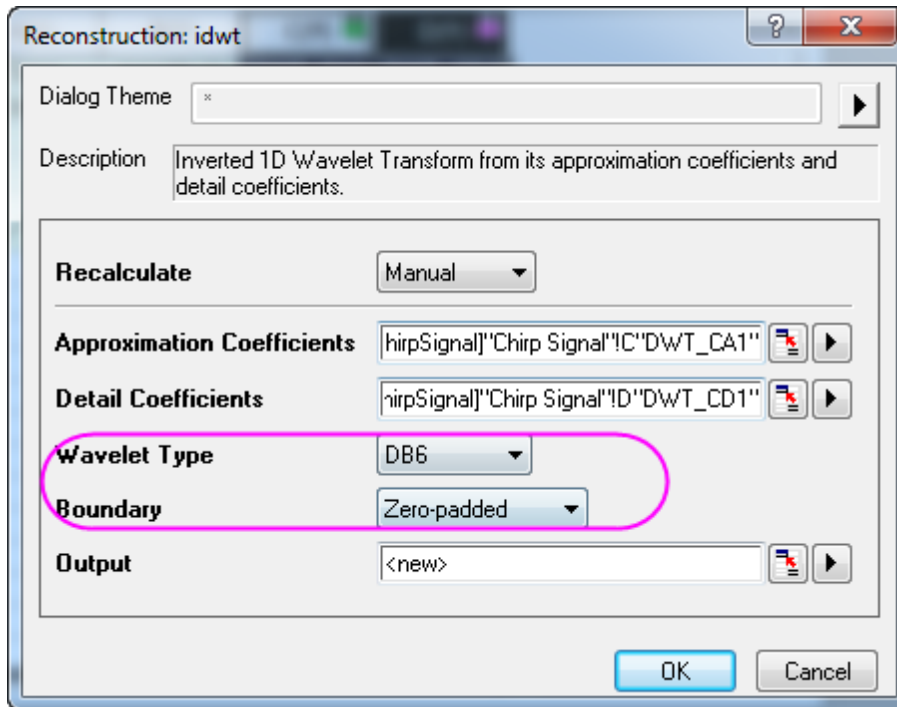 Reconstruction: idwt
Dialog Theme *
Description Inverted 1D Wavelet Transform from its approximation coefficients and
detail coefficients.
Recalculate Manual
Approximation Coefficients hirpSignal]"Chirp Signal"!C"DWT_CA1"
Detail Coefficients hirpSignal]"Chirp Signal"!D"DWT_CD1"
Wavelet Type DB6
Boundary Zero-padded
Output <new>
OK Cancel